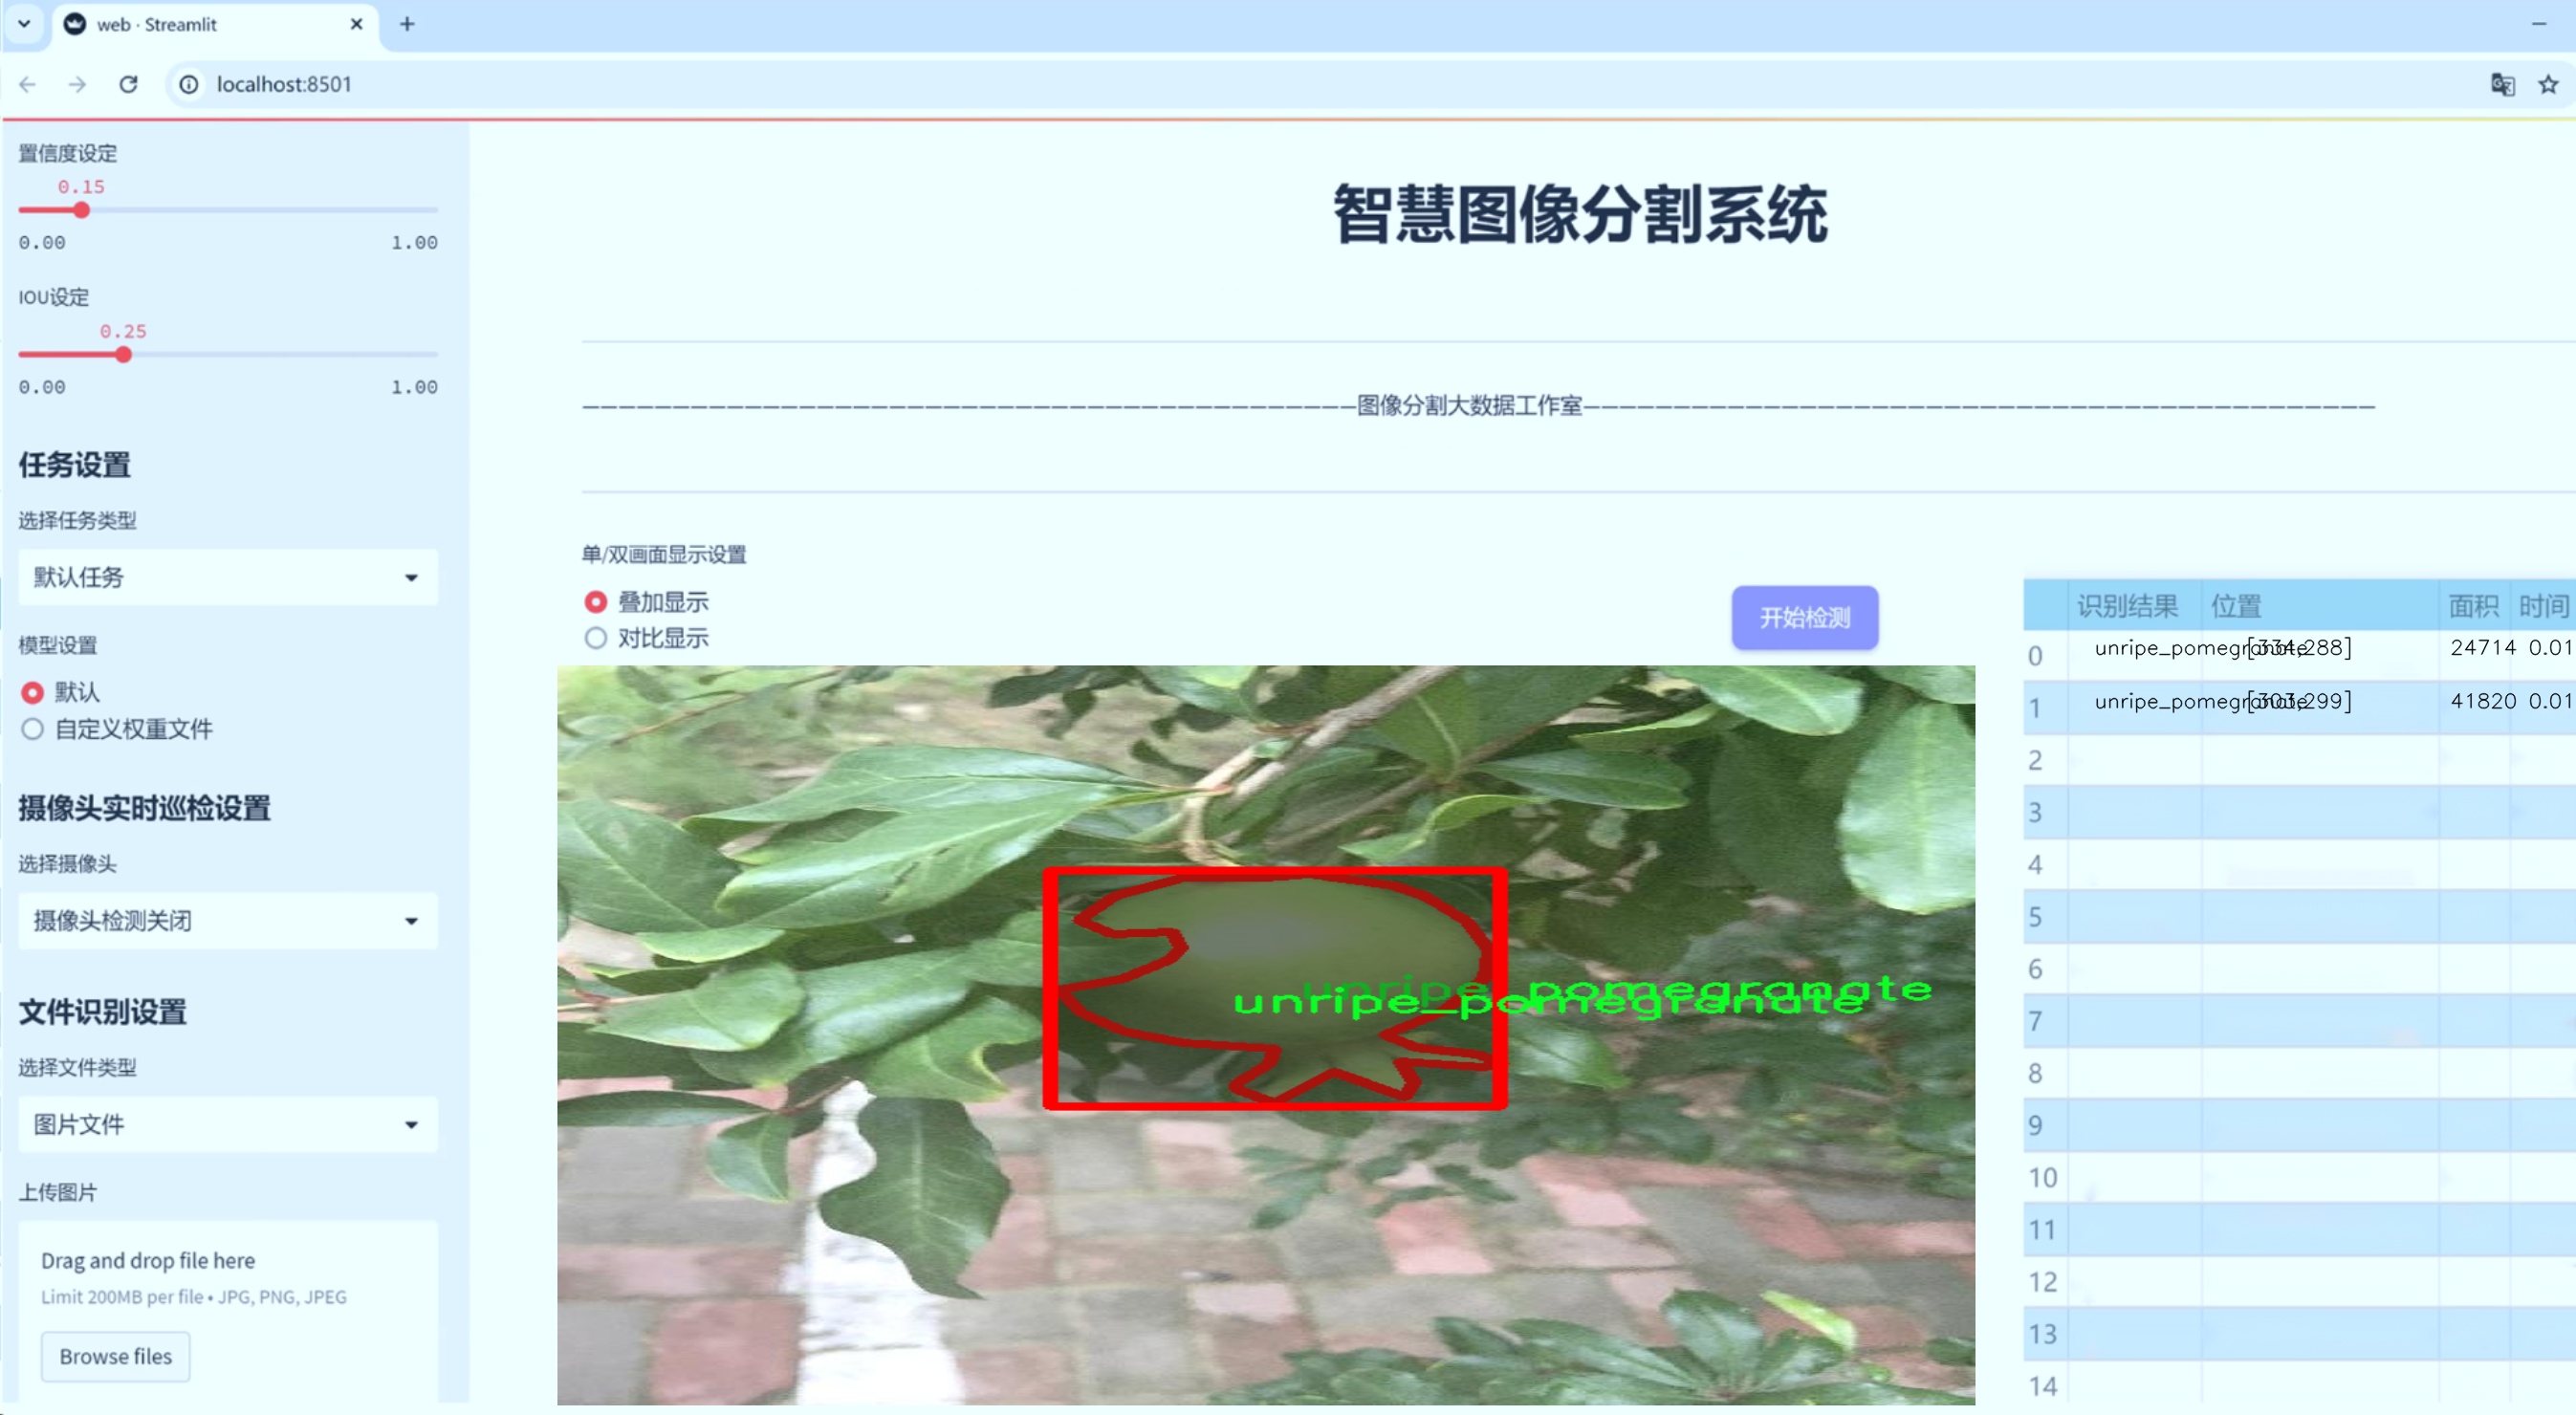 web · Streamlit
localhost:8501
置信度设定
0.15
0.00 1.00
IOU设定
0.25
0.00 1.00
任务设置
选择任务类型
默认任务
模型设置
默认
自定义权重文件
摄像头实时巡检设置
选择摄像头
摄像头检测关闭
文件识别设置
选择文件类型
图片文件
上传图片
Drag and drop file here
Limit 200MB per file • JPG, PNG, JPEG
Browse files
智慧图像分割系统
————————————————————————————————————————————图像分割大数据工作室————————————————————————————————————————————
单/双画面显示设置
叠加显示
对比显示
开始检测
unripe_pomegranate
unripe_pomegranate
识别结果 位置 面积 时间
0 unripe_pomegranate [334,288] 24714 0.01
1 unripe_pomegranate [303,299] 41820 0.01
2
3
4
5
6
7
8
9
10
11
12
13
14